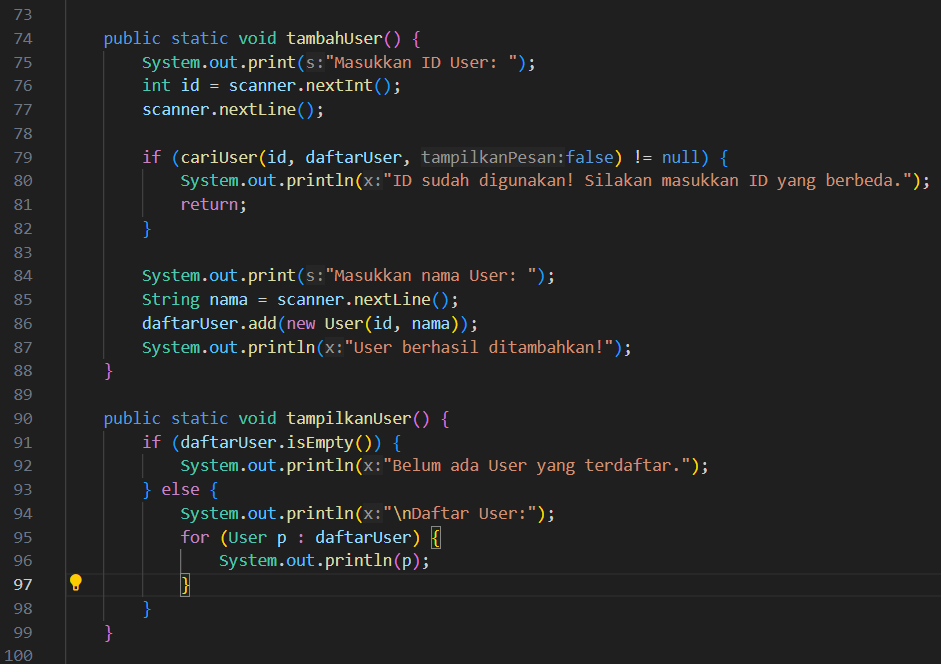 73
74 public static void tambahUser() {
75 System.out.print(s:"Masukkan ID User: ");
76 int id = scanner.nextInt();
77 scanner.nextLine();
78
79 if (cariUser(id, daftarUser, tampilkanPesan:false) != null) {
80 System.out.println(x:"ID sudah digunakan! Silakan masukkan ID yang berbeda.");
81 return;
82 }
83
84 System.out.print(s:"Masukkan nama User: ");
85 String nama = scanner.nextLine();
86 daftarUser.add(new User(id, nama));
87 System.out.println(x:"User berhasil ditambahkan!");
88 }
89
90 public static void tampilkanUser() {
91 if (daftarUser.isEmpty()) {
92 System.out.println(x:"Belum ada User yang terdaftar.");
93 } else {
94 System.out.println(x:"\nDaftar User:");
95 for (User p : daftarUser) {
96 System.out.println(p);
97 }
98 }
99 }
100